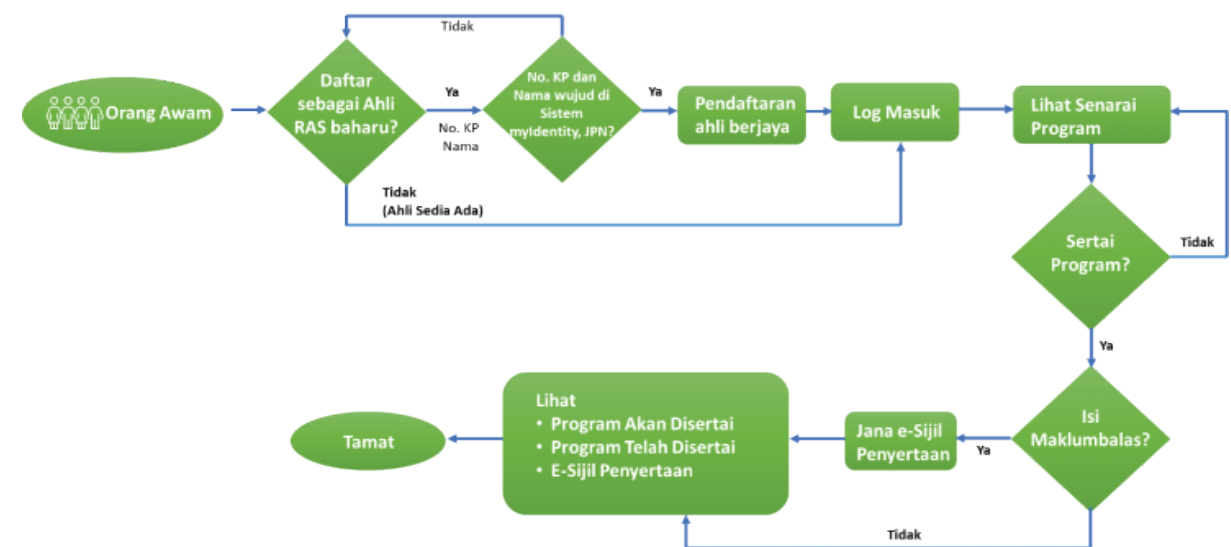 Tidak
Orang Awam
Daftar
sebagai Ahli
RAS baharu?
Ya
No. KP
Nama
No. KP dan
Nama wujud di
Sistem
myIdentity, JPN?
Ya
Pendaftaran
ahli berjaya
Log Masuk
Lihat Senarai
Program
Tidak
(Ahli Sedia Ada)
Sertai
Program?
Tidak
Ya
Isi
Maklumbalas?
Ya
Jana e-Sijil
Penyertaan
Lihat
• Program Akan Disertai
• Program Telah Disertai
• E-Sijil Penyertaan
Tamat
Tidak